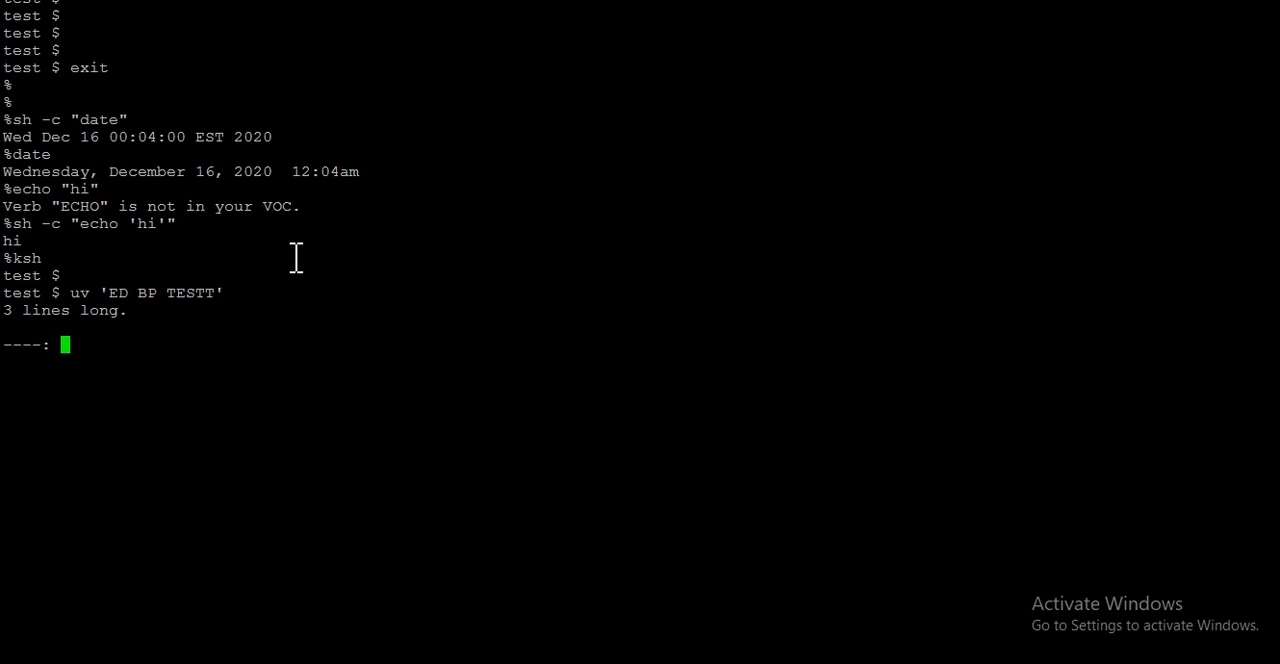 test $
test $
test $
test $
test $ exit
%
%
%sh -c "date"
Wed Dec 16 00:04:00 EST 2020
%date
Wednesday, December 16, 2020  12:04am
%echo "hi"
Verb "ECHO" is not in your VOC.
%sh -c "echo 'hi'"
hi
%ksh
test $
test $ uv 'ED BP TESTT'
3 lines long.
----:
Activate Windows
Go to Settings to activate Windows.